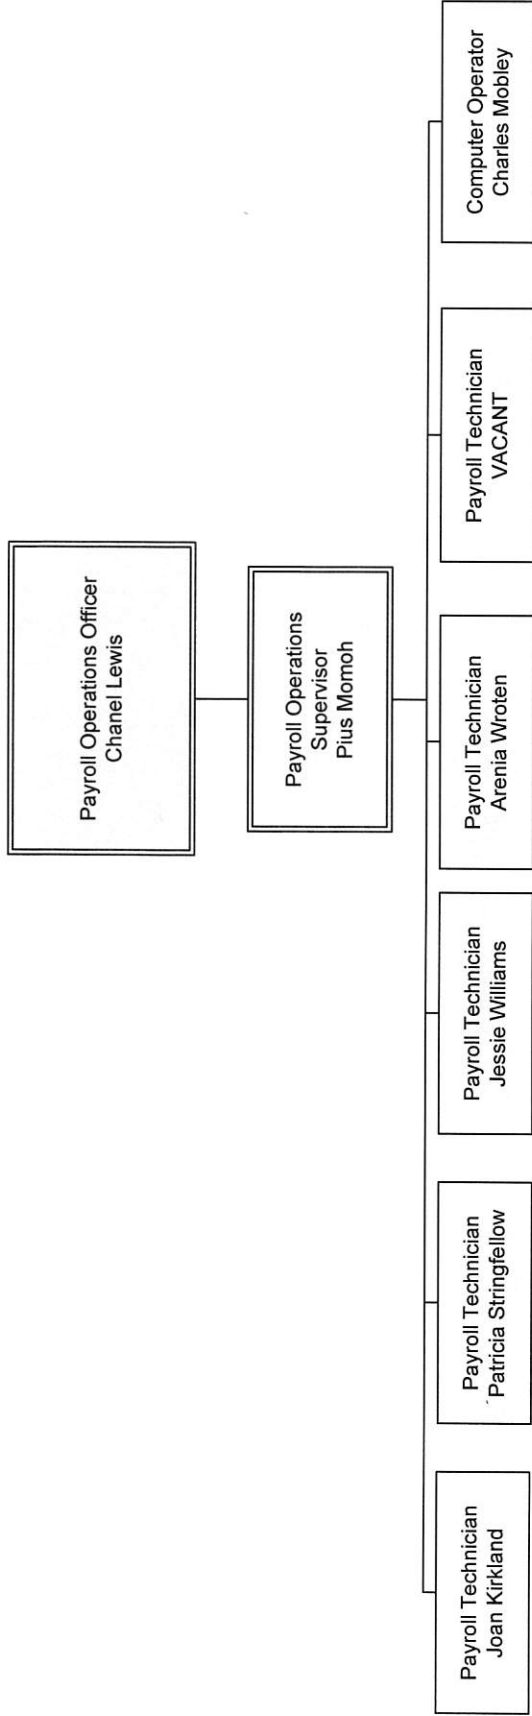 Payroll Operations Officer
Chanel Lewis
Payroll Operations
Supervisor
Pius Momoh
Payroll Technician
Joan Kirkland
Payroll Technician
Patricia Stringfellow
Payroll Technician
Jessie Williams
Payroll Technician
Arenia Wroten
Payroll Technician
VACANT
Computer Operator
Charles Mobley